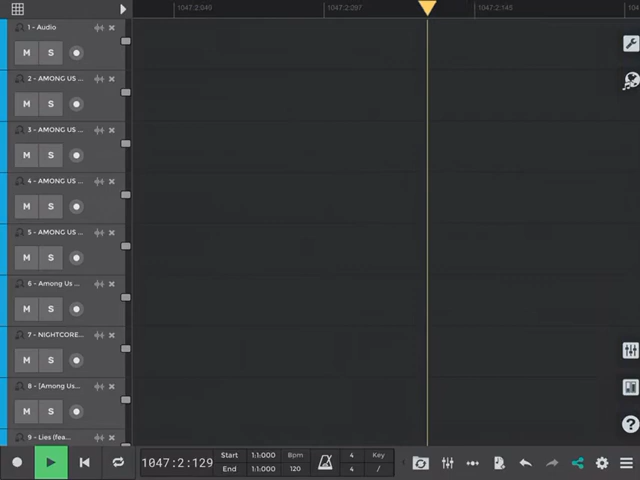 1047:2:049
1047:2:097
1047:2:145
104
1 - Audio
M S
2 - AMONG US ...
M S
3 - AMONG US ...
M S
4 - AMONG US ...
M S
5 - AMONG US ...
M S
6 - Among Us ...
M S
7 - NIGHTCORE...
M S
8 - [Among Us...
M S
9 - Lies (fea...
1047:2:129
Start 1:1:000 Bpm 4 Key
End 1:1:000 120 4 /
?